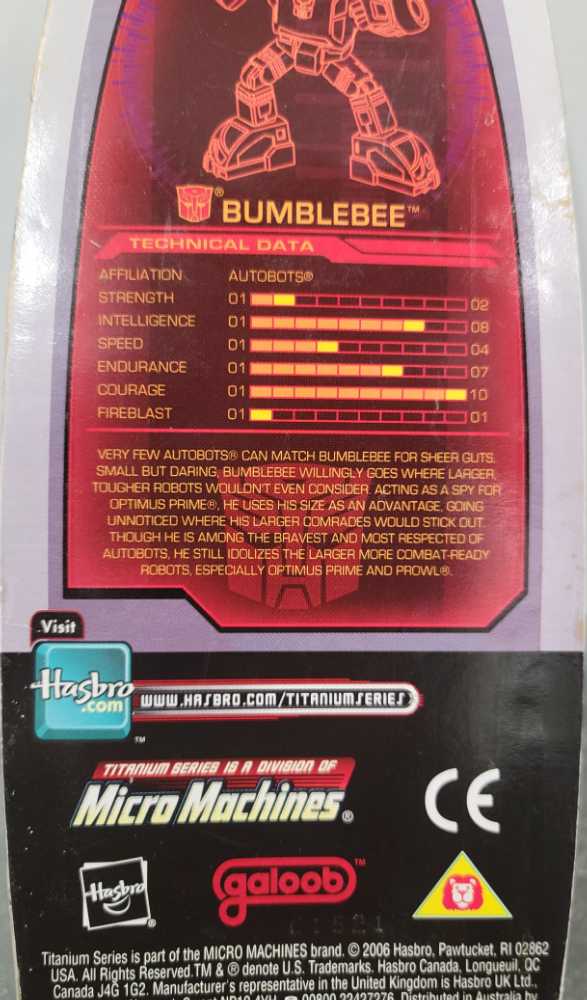 ® BUMBLEBEE™
TECHNICAL DATA
AFFILIATION AUTOBOTS®
STRENGTH 01 02
INTELLIGENCE 01 08
SPEED 01 04
ENDURANCE 01 07
COURAGE 01 10
FIREBLAST 01 01
VERY FEW AUTOBOTS® CAN MATCH BUMBLEBEE FOR SHEER GUTS.
SMALL BUT DARING, BUMBLEBEE WILLINGLY GOES WHERE LARGER,
TOUGHER ROBOTS WOULDN'T EVEN CONSIDER. ACTING AS A SPY FOR
OPTIMUS PRIME®, HE USES HIS SIZE AS AN ADVANTAGE, GOING
UNNOTICED WHERE HIS LARGER COMRADES WOULD STICK OUT.
THOUGH HE IS AMONG THE BRAVEST AND MOST RESPECTED OF
AUTOBOTS, HE STILL IDOLIZES THE LARGER MORE COMBAT-READY
ROBOTS, ESPECIALLY OPTIMUS PRIME AND PROWL®.
Visit
Hasbro
.com
™
WWW.HASBRO.COM/TITANIUMSERIES
TITANIUM SERIES IS A DIVISION OF
Micro Machines®
CE
Hasbro
®
galoob™
Titanium Series is part of the MICRO MACHINES brand. © 2006 Hasbro, Pawtucket, RI 02862
USA. All Rights Reserved.TM & ® denote U.S. Trademarks. Hasbro Canada, Longueuil, QC
Canada J4G 1G2. Manufacturer's representative in the United Kingdom is Hasbro UK Ltd.,
NP19 4YH. ☎ 00800 22427276 Distributed in